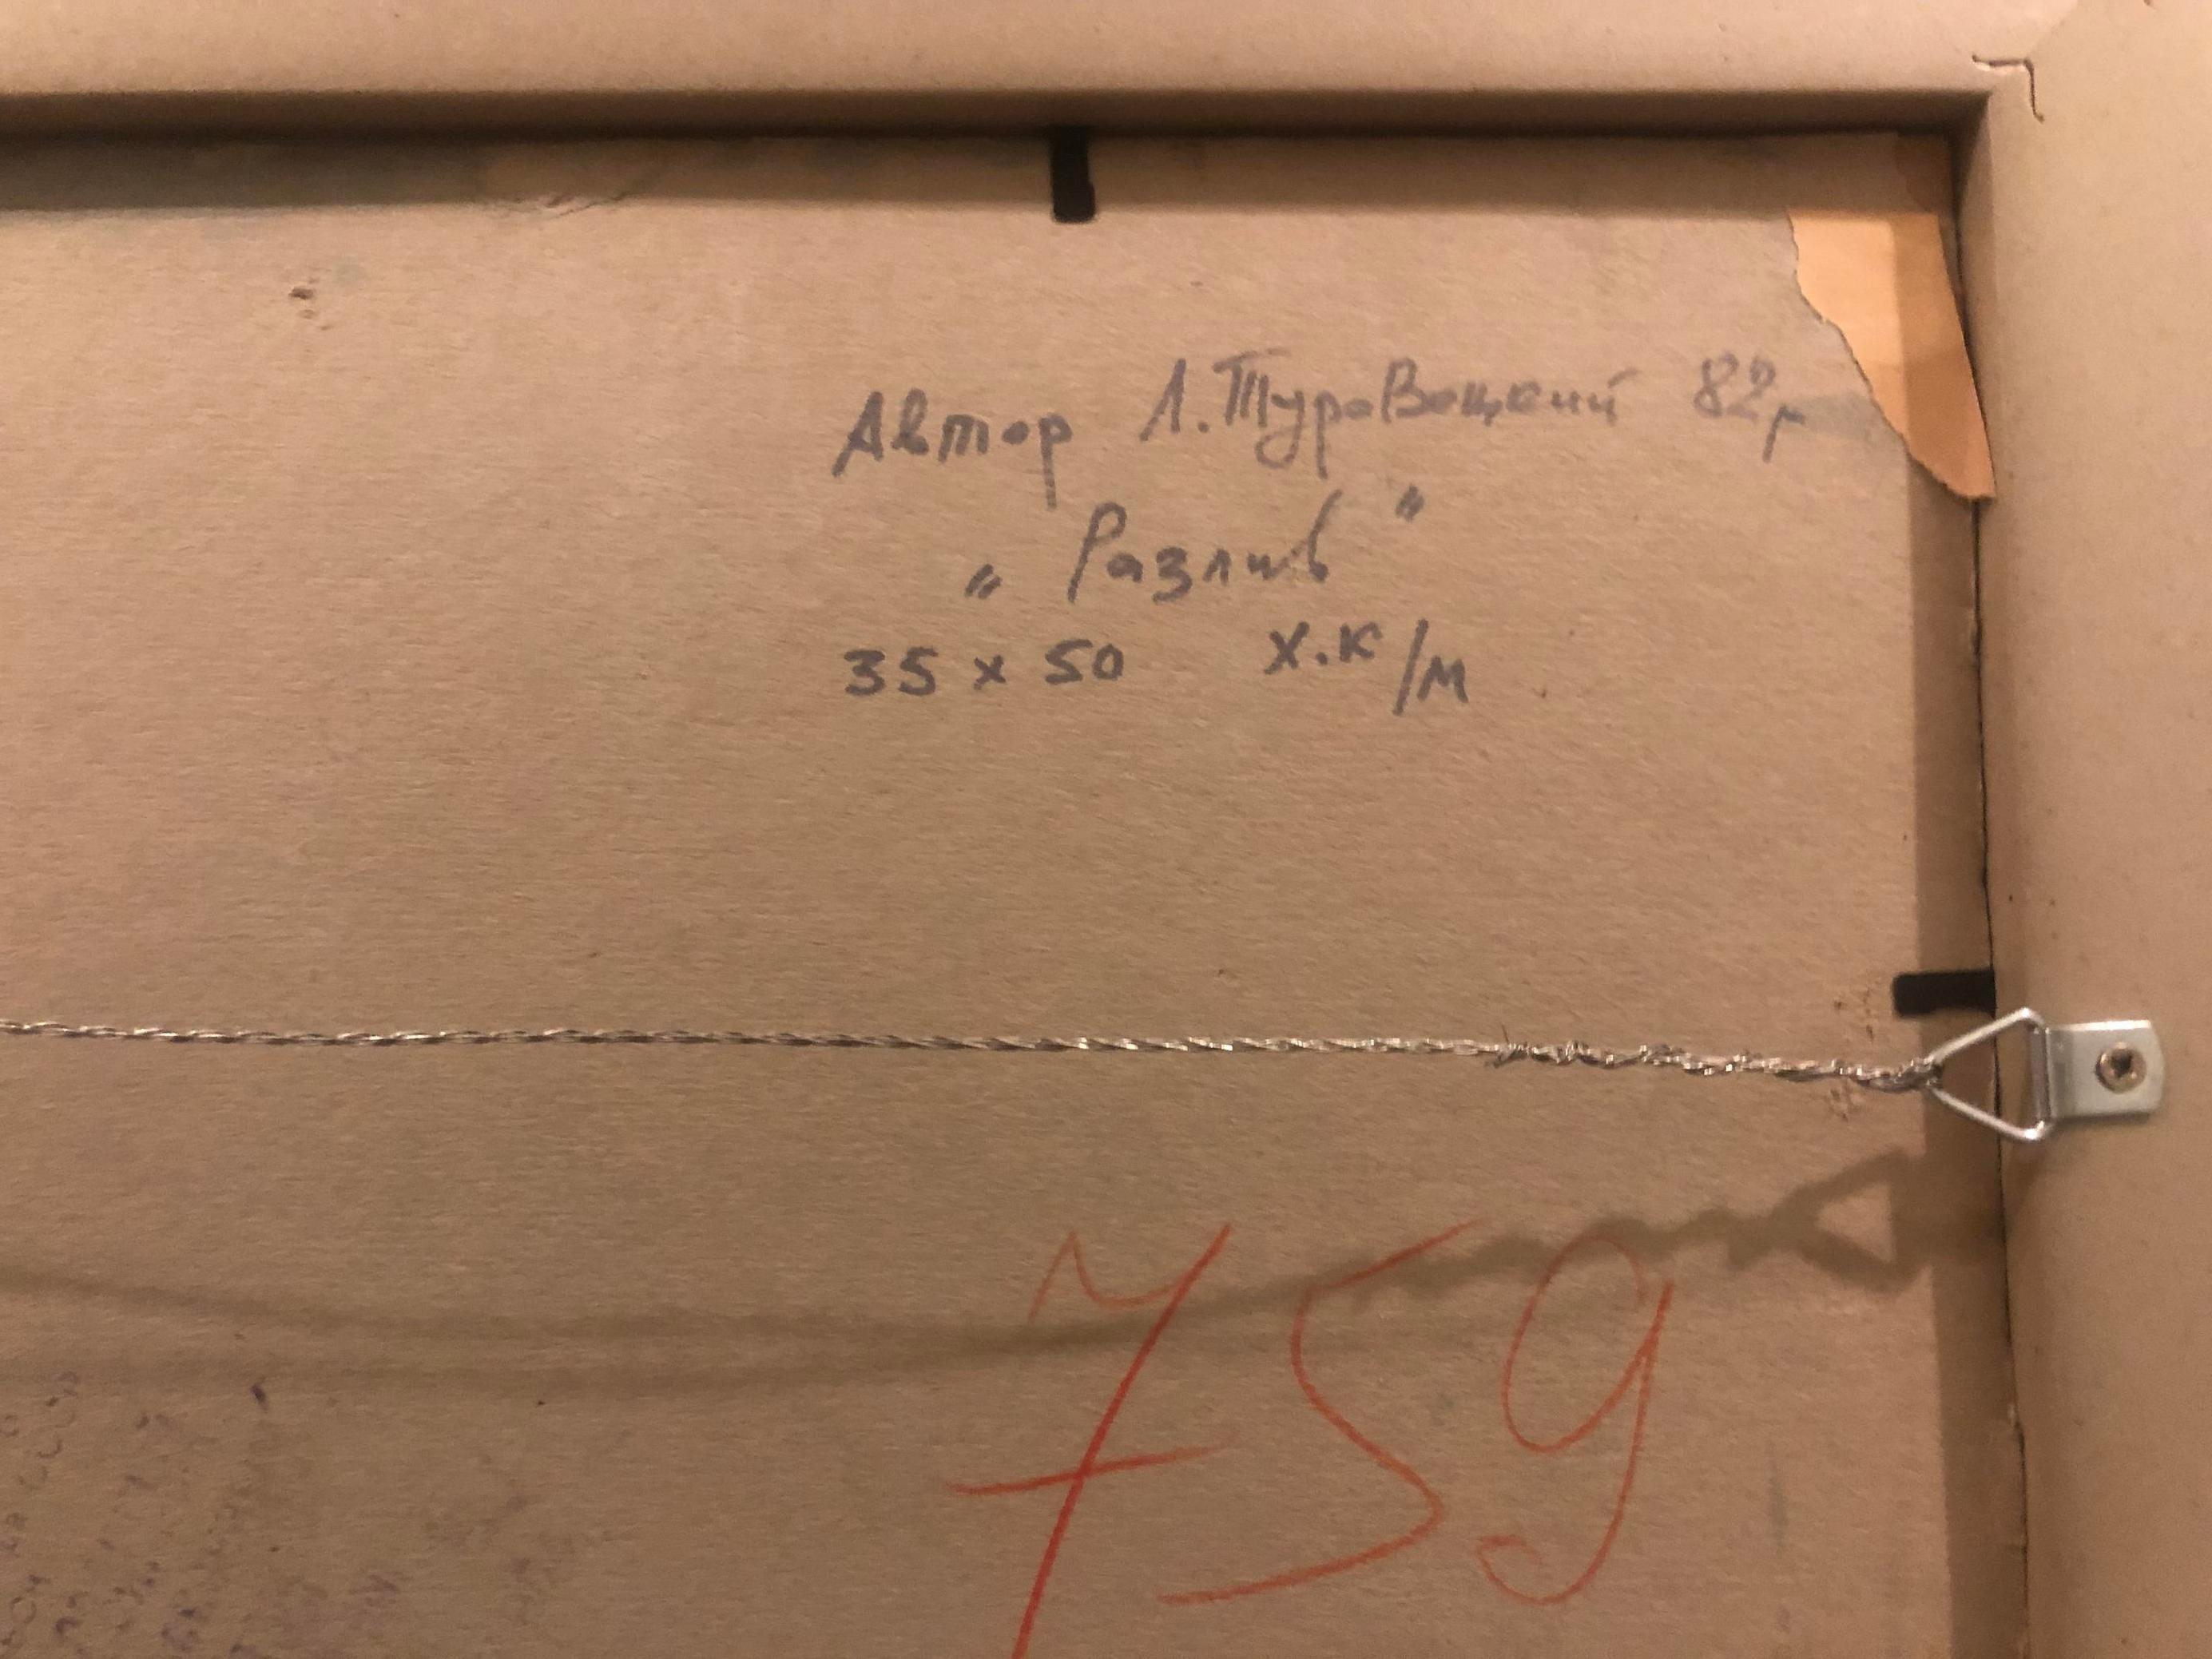 Автор Л. Туровецкий 82г
„ Разлив "
35 x 50 х.к/м
759